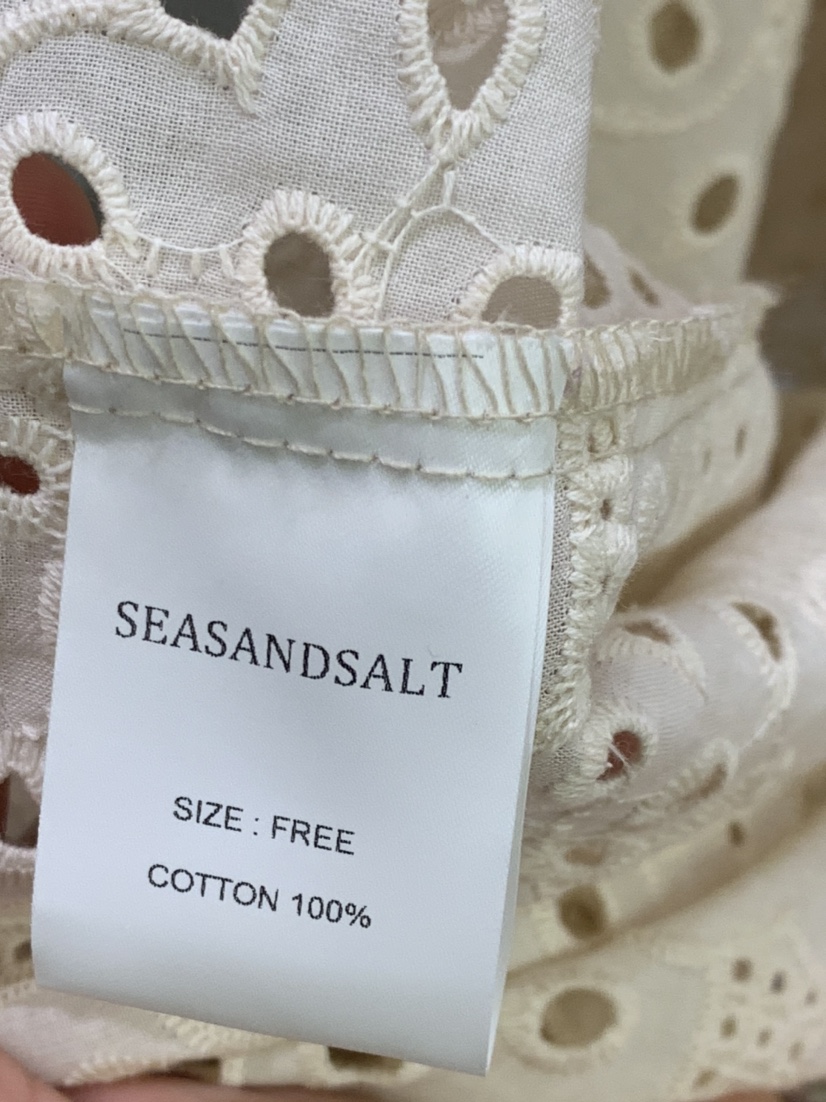 SEASANDSALT
SIZE : FREE
COTTON 100%